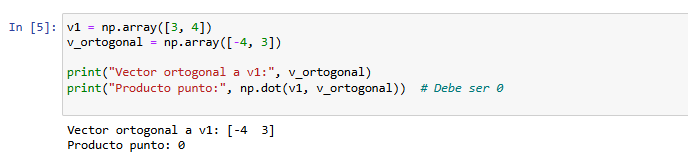 In [5]: v1 = np.array([3, 4])
v_ortogonal = np.array([-4, 3])
print("Vector ortogonal a v1:", v_ortogonal)
print("Producto punto:", np.dot(v1, v_ortogonal))  # Debe ser 0
Vector ortogonal a v1: [-4  3]
Producto punto: 0